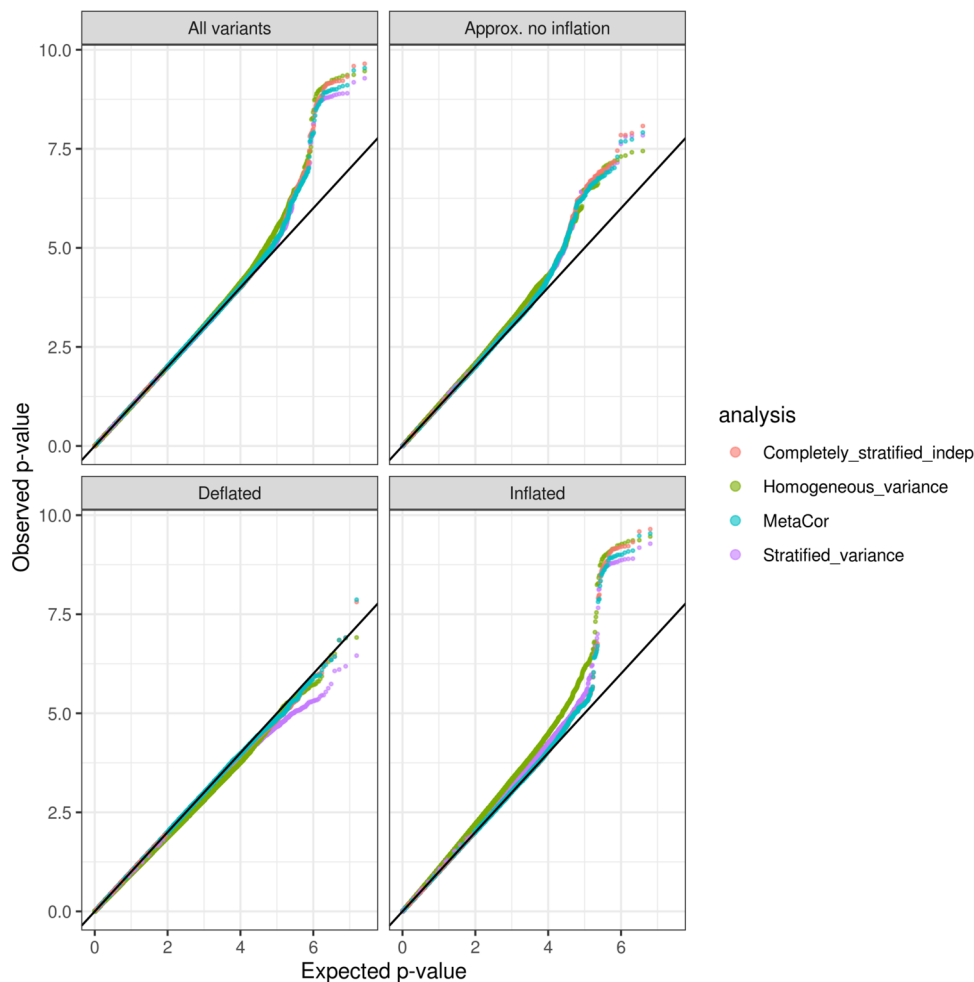 All variants
Approx. no inflation
10.0
7.5
5.0
2.5
0.0
Deflated
Inflated
10.0
7.5
5.0
2.5
0.0
0 2 4 6
0 2 4 6
Observed p-value
Expected p-value
analysis
Completely_stratified_indep
Homogeneous_variance
MetaCor
Stratified_variance